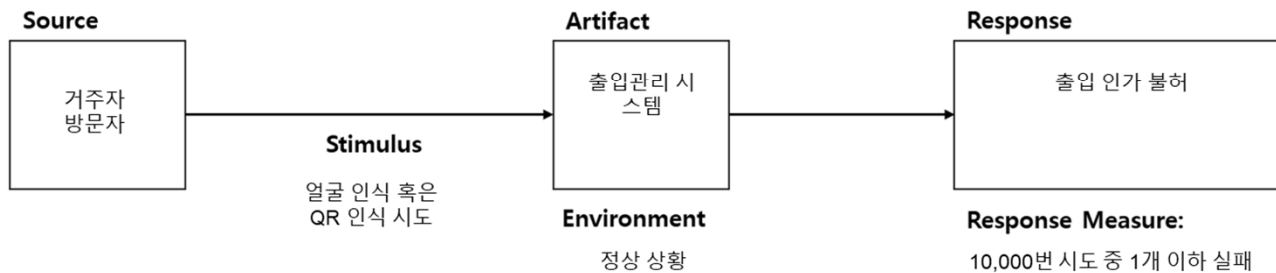 Source
거주자
방문자
Stimulus
얼굴 인식 혹은
QR 인식 시도
Artifact
출입관리 시
스템
Environment
정상 상황
Response
출입 인가 불허
Response Measure:
10,000번 시도 중 1개 이하 실패